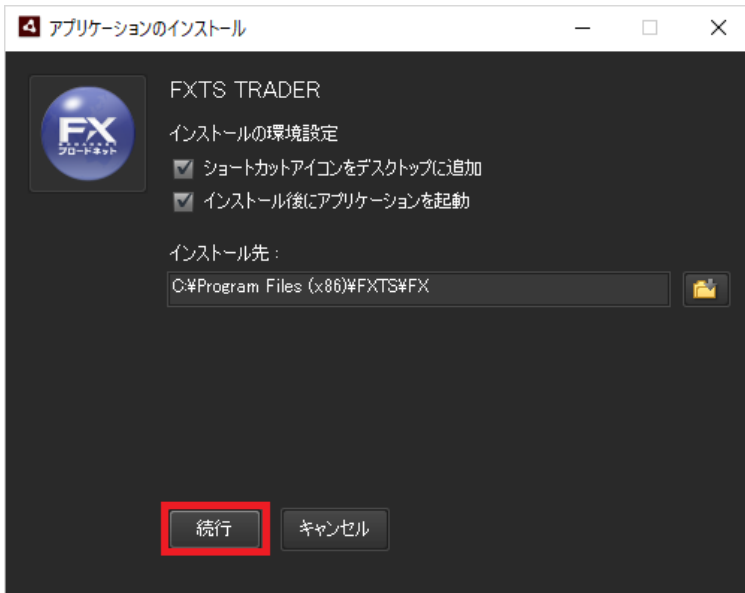 アプリケーションのインストール
FXTS TRADER
FX
ブロードネット
インストールの環境設定
ショートカットアイコンをデスクトップに追加
インストール後にアプリケーションを起動
インストール先：
C:¥Program Files (x86)¥FXTS¥FX
続行
キャンセル